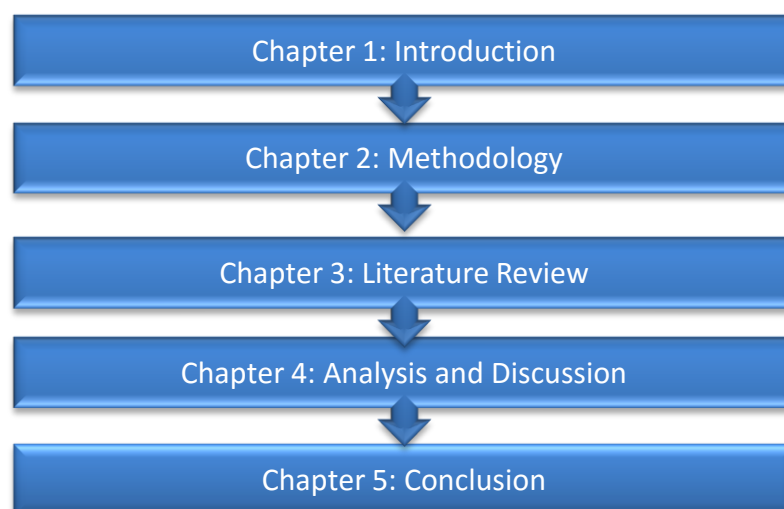 Chapter 1: Introduction
Chapter 2: Methodology
Chapter 3: Literature Review
Chapter 4: Analysis and Discussion
Chapter 5: Conclusion